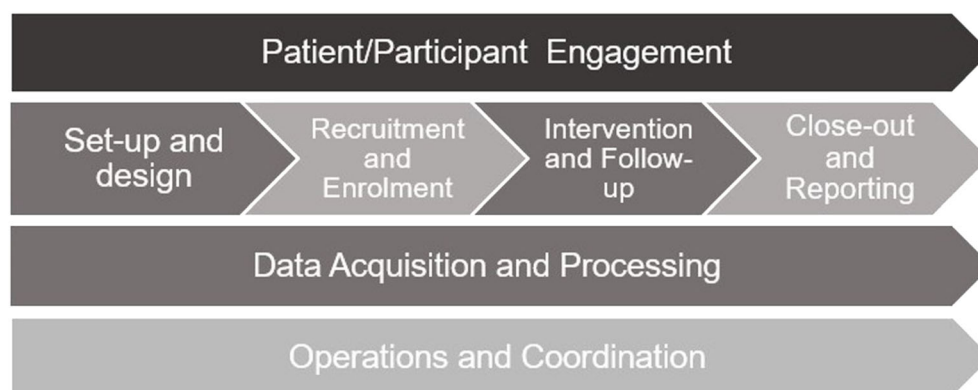 Patient/Participant Engagement
Set-up and
design
Recruitment
and
Enrolment
Intervention
and Follow-
up
Close-out
and
Reporting
Data Acquisition and Processing
Operations and Coordination